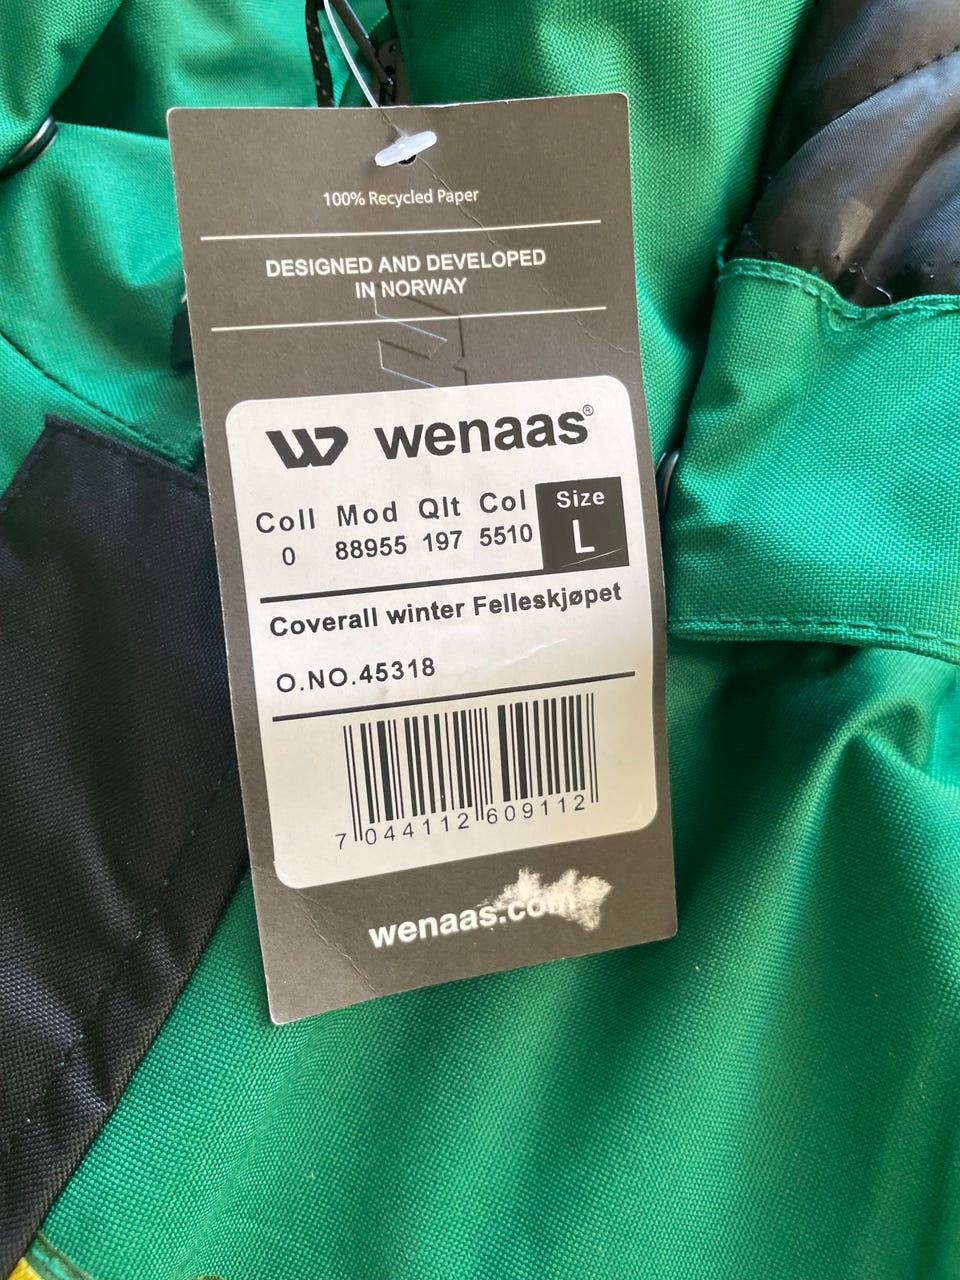 100% Recycled Paper
DESIGNED AND DEVELOPED
IN NORWAY
wenaas®
Coll Mod Qlt Col Size
0 88955 197 5510 L
Coverall winter Felleskjøpet
O.NO.45318
7 044112 609112
wenaas.com